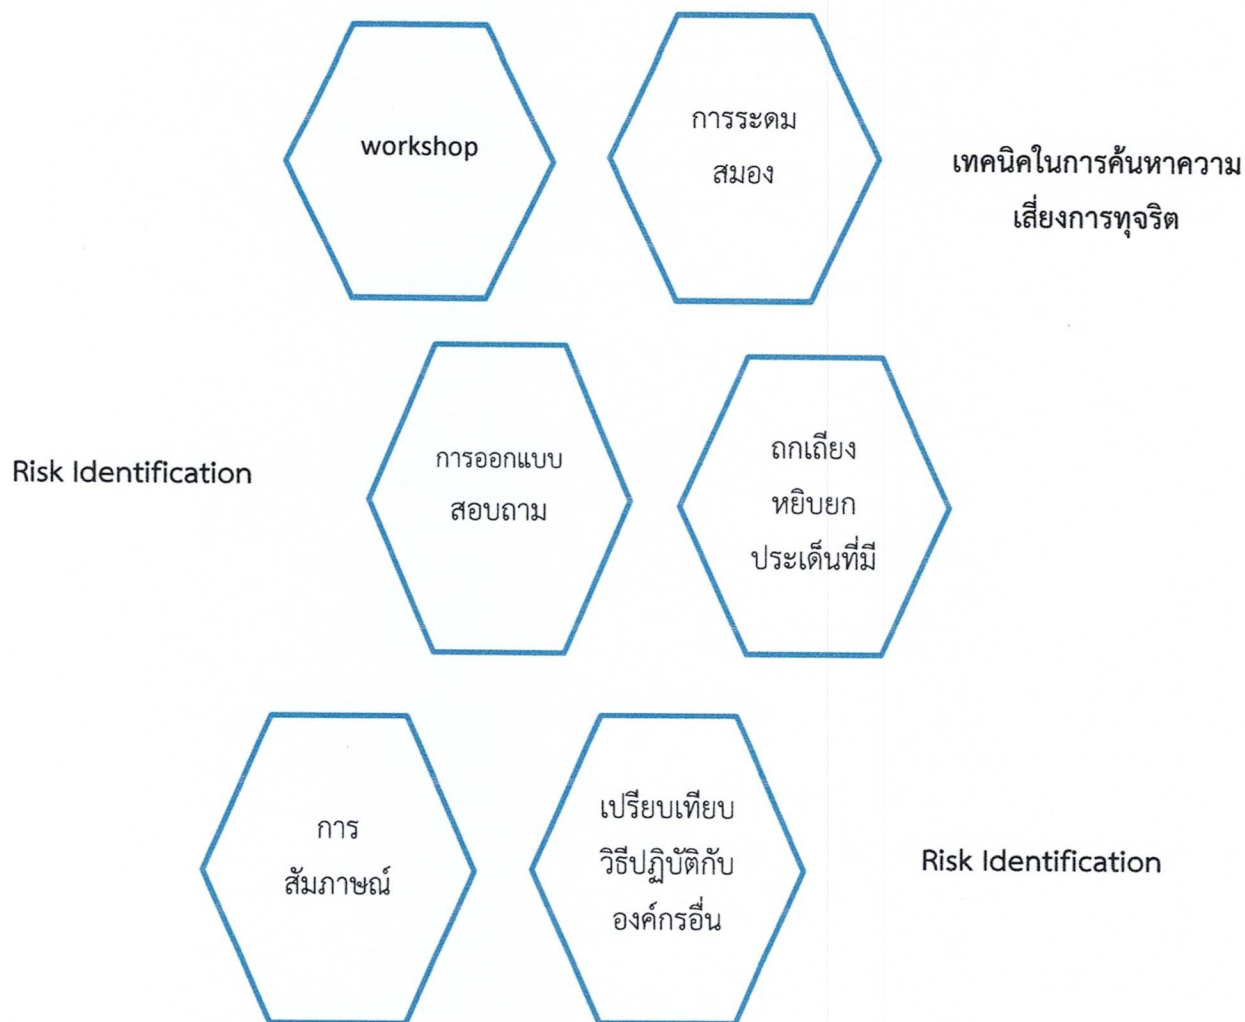 workshop
การระดม
สมอง
เทคนิคในการค้นหาความ
เสี่ยงการทุจริต
Risk Identification
การออกแบบ
สอบถาม
ถกเถียง
หยิบยก
ประเด็นที่มี
การ
สัมภาษณ์
เปรียบเทียบ
วิธีปฏิบัติกับ
องค์กรอื่น
Risk Identification